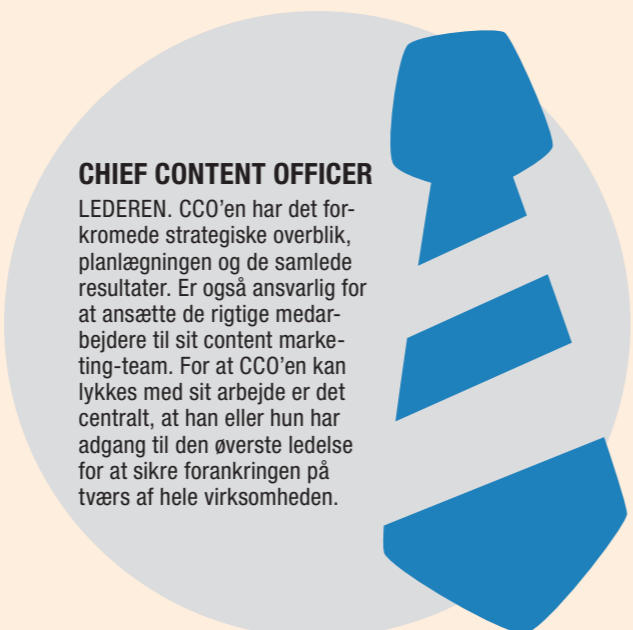 CHIEF CONTENT OFFICER
LEDEREN. CCO'en har det for-
kromede strategiske overblik,
planlægningen og de samlede
resultater. Er også ansvarlig for
at ansætte de rigtige medar-
bejdere til sit content marke-
ting-team. For at CCO'en kan
lykkes med sit arbejde er det
centralt, at han eller hun har
adgang til den øverste ledelse
for at sikre forankringen på
tværs af hele virksomheden.